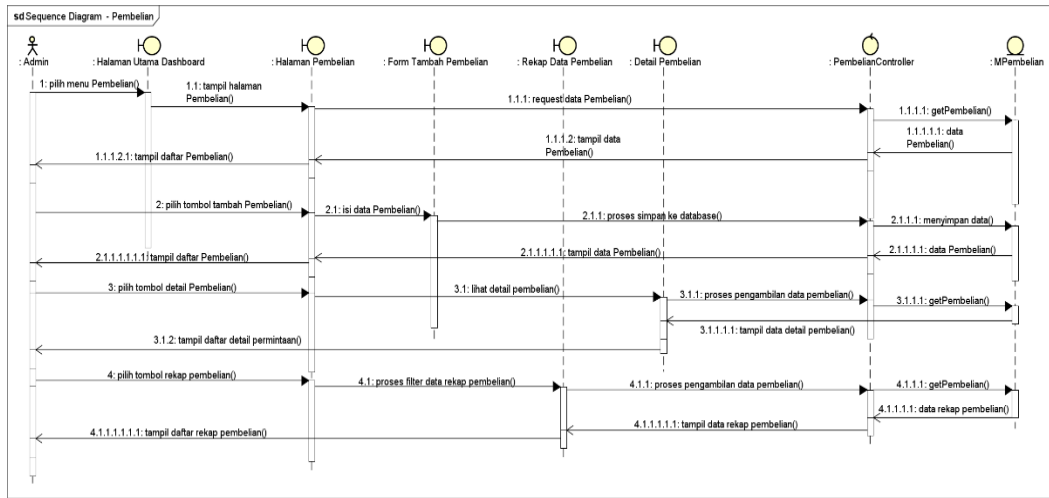 sd Sequence Diagram - Pembelian
: Admin
: Halaman Utama Dashboard
: Halaman Pembelian
: Form Tambah Pembelian
: Rekap Data Pembelian
: Detail Pembelian
: PembelianController
: MPembelian
1: pilih menu Pembelian()
1.1: tampil halaman
Pembelian()
1.1.1: request data Pembelian()
1.1.1.1: getPembelian()
1.1.1.1.1: data
Pembelian()
1.1.1.2: tampil data
Pembelian()
1.1.1.2.1: tampil daftar Pembelian()
2: pilih tombol tambah Pembelian()
2.1: isi data Pembelian()
2.1.1: proses simpan ke database()
2.1.1.1: menyimpan data()
2.1.1.1.1: data Pembelian()
2.1.1.1.1.1: tampil data Pembelian()
2.1.1.1.1.1.1: tampil daftar Pembelian()
3: pilih tombol detail Pembelian()
3.1: lihat detail pembelian()
3.1.1: proses pengambilan data pembelian()
3.1.1.1: getPembelian()
3.1.1.1.1: tampil data detail pembelian()
3.1.2: tampil daftar detail permintaan()
4: pilih tombol rekap pembelian()
4.1: proses filter data rekap pembelian()
4.1.1: proses pengambilan data pembelian()
4.1.1.1: getPembelian()
4.1.1.1.1: data rekap pembelian()
4.1.1.1.1.1: tampil data rekap pembelian()
4.1.1.1.1.1.1: tampil daftar rekap pembelian()